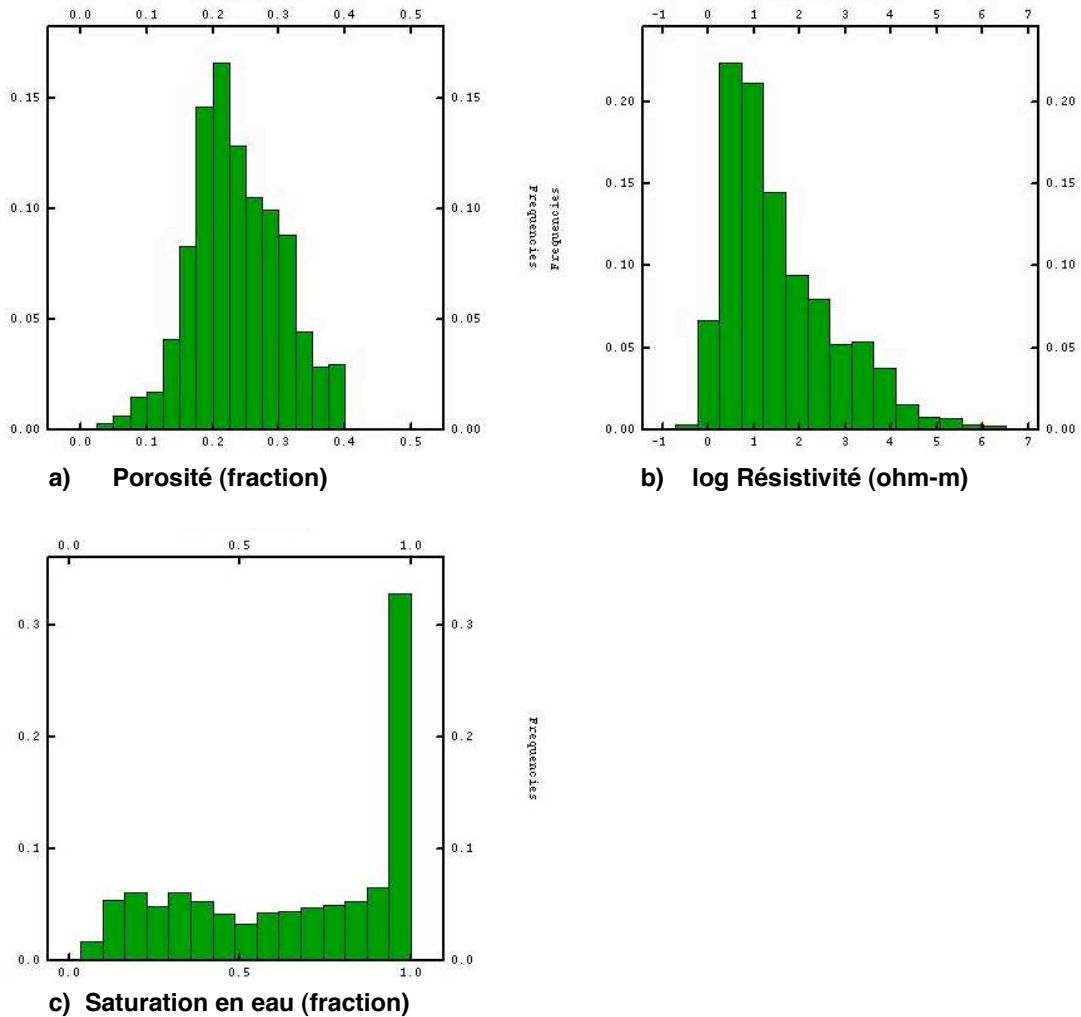 0.0 0.1 0.2 0.3 0.4 0.5
0.15 0.15
0.10 0.10
0.05 0.05
0.00 0.00
0.0 0.1 0.2 0.3 0.4 0.5
Frequencies
a) Porosité (fraction)
-1 0 1 2 3 4 5 6 7
Frequencies
0.20 0.20
0.15 0.15
0.10 0.10
0.05 0.05
0.00 0.00
-1 0 1 2 3 4 5 6 7
b) log Résistivité (ohm-m)
0.0 0.5 1.0
0.3 0.3
0.2 0.2
0.1 0.1
0.0 0.0
0.0 0.5 1.0
Frequencies
c) Saturation en eau (fraction)